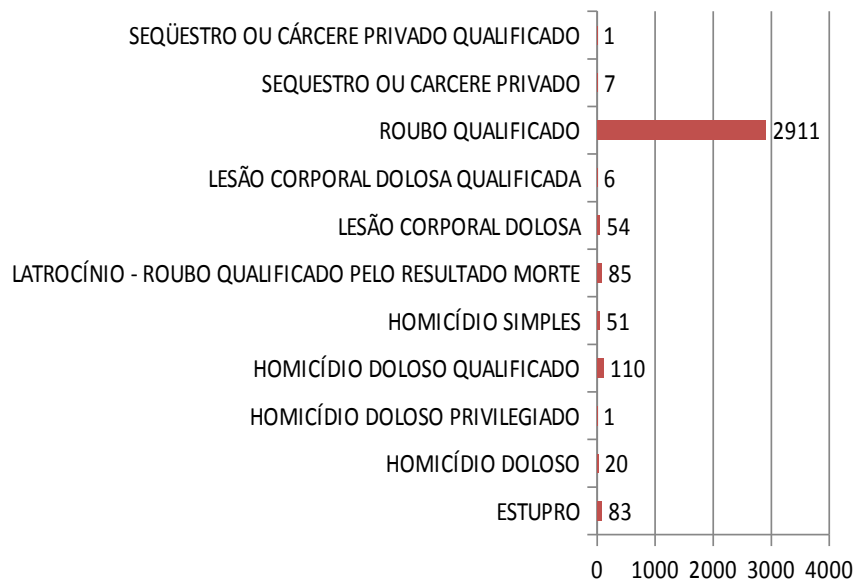 SEQÜESTRO OU CÁRCERE PRIVADO QUALIFICADO 1
SEQUESTRO OU CARCERE PRIVADO 7
ROUBO QUALIFICADO 2911
LESÃO CORPORAL DOLOSA QUALIFICADA 6
LESÃO CORPORAL DOLOSA 54
LATROCÍNIO - ROUBO QUALIFICADO PELO RESULTADO MORTE 85
HOMICÍDIO SIMPLES 51
HOMICÍDIO DOLOSO QUALIFICADO 110
HOMICÍDIO DOLOSO PRIVILEGIADO 1
HOMICÍDIO DOLOSO 20
ESTUPRO 83
0 1000 2000 3000 4000